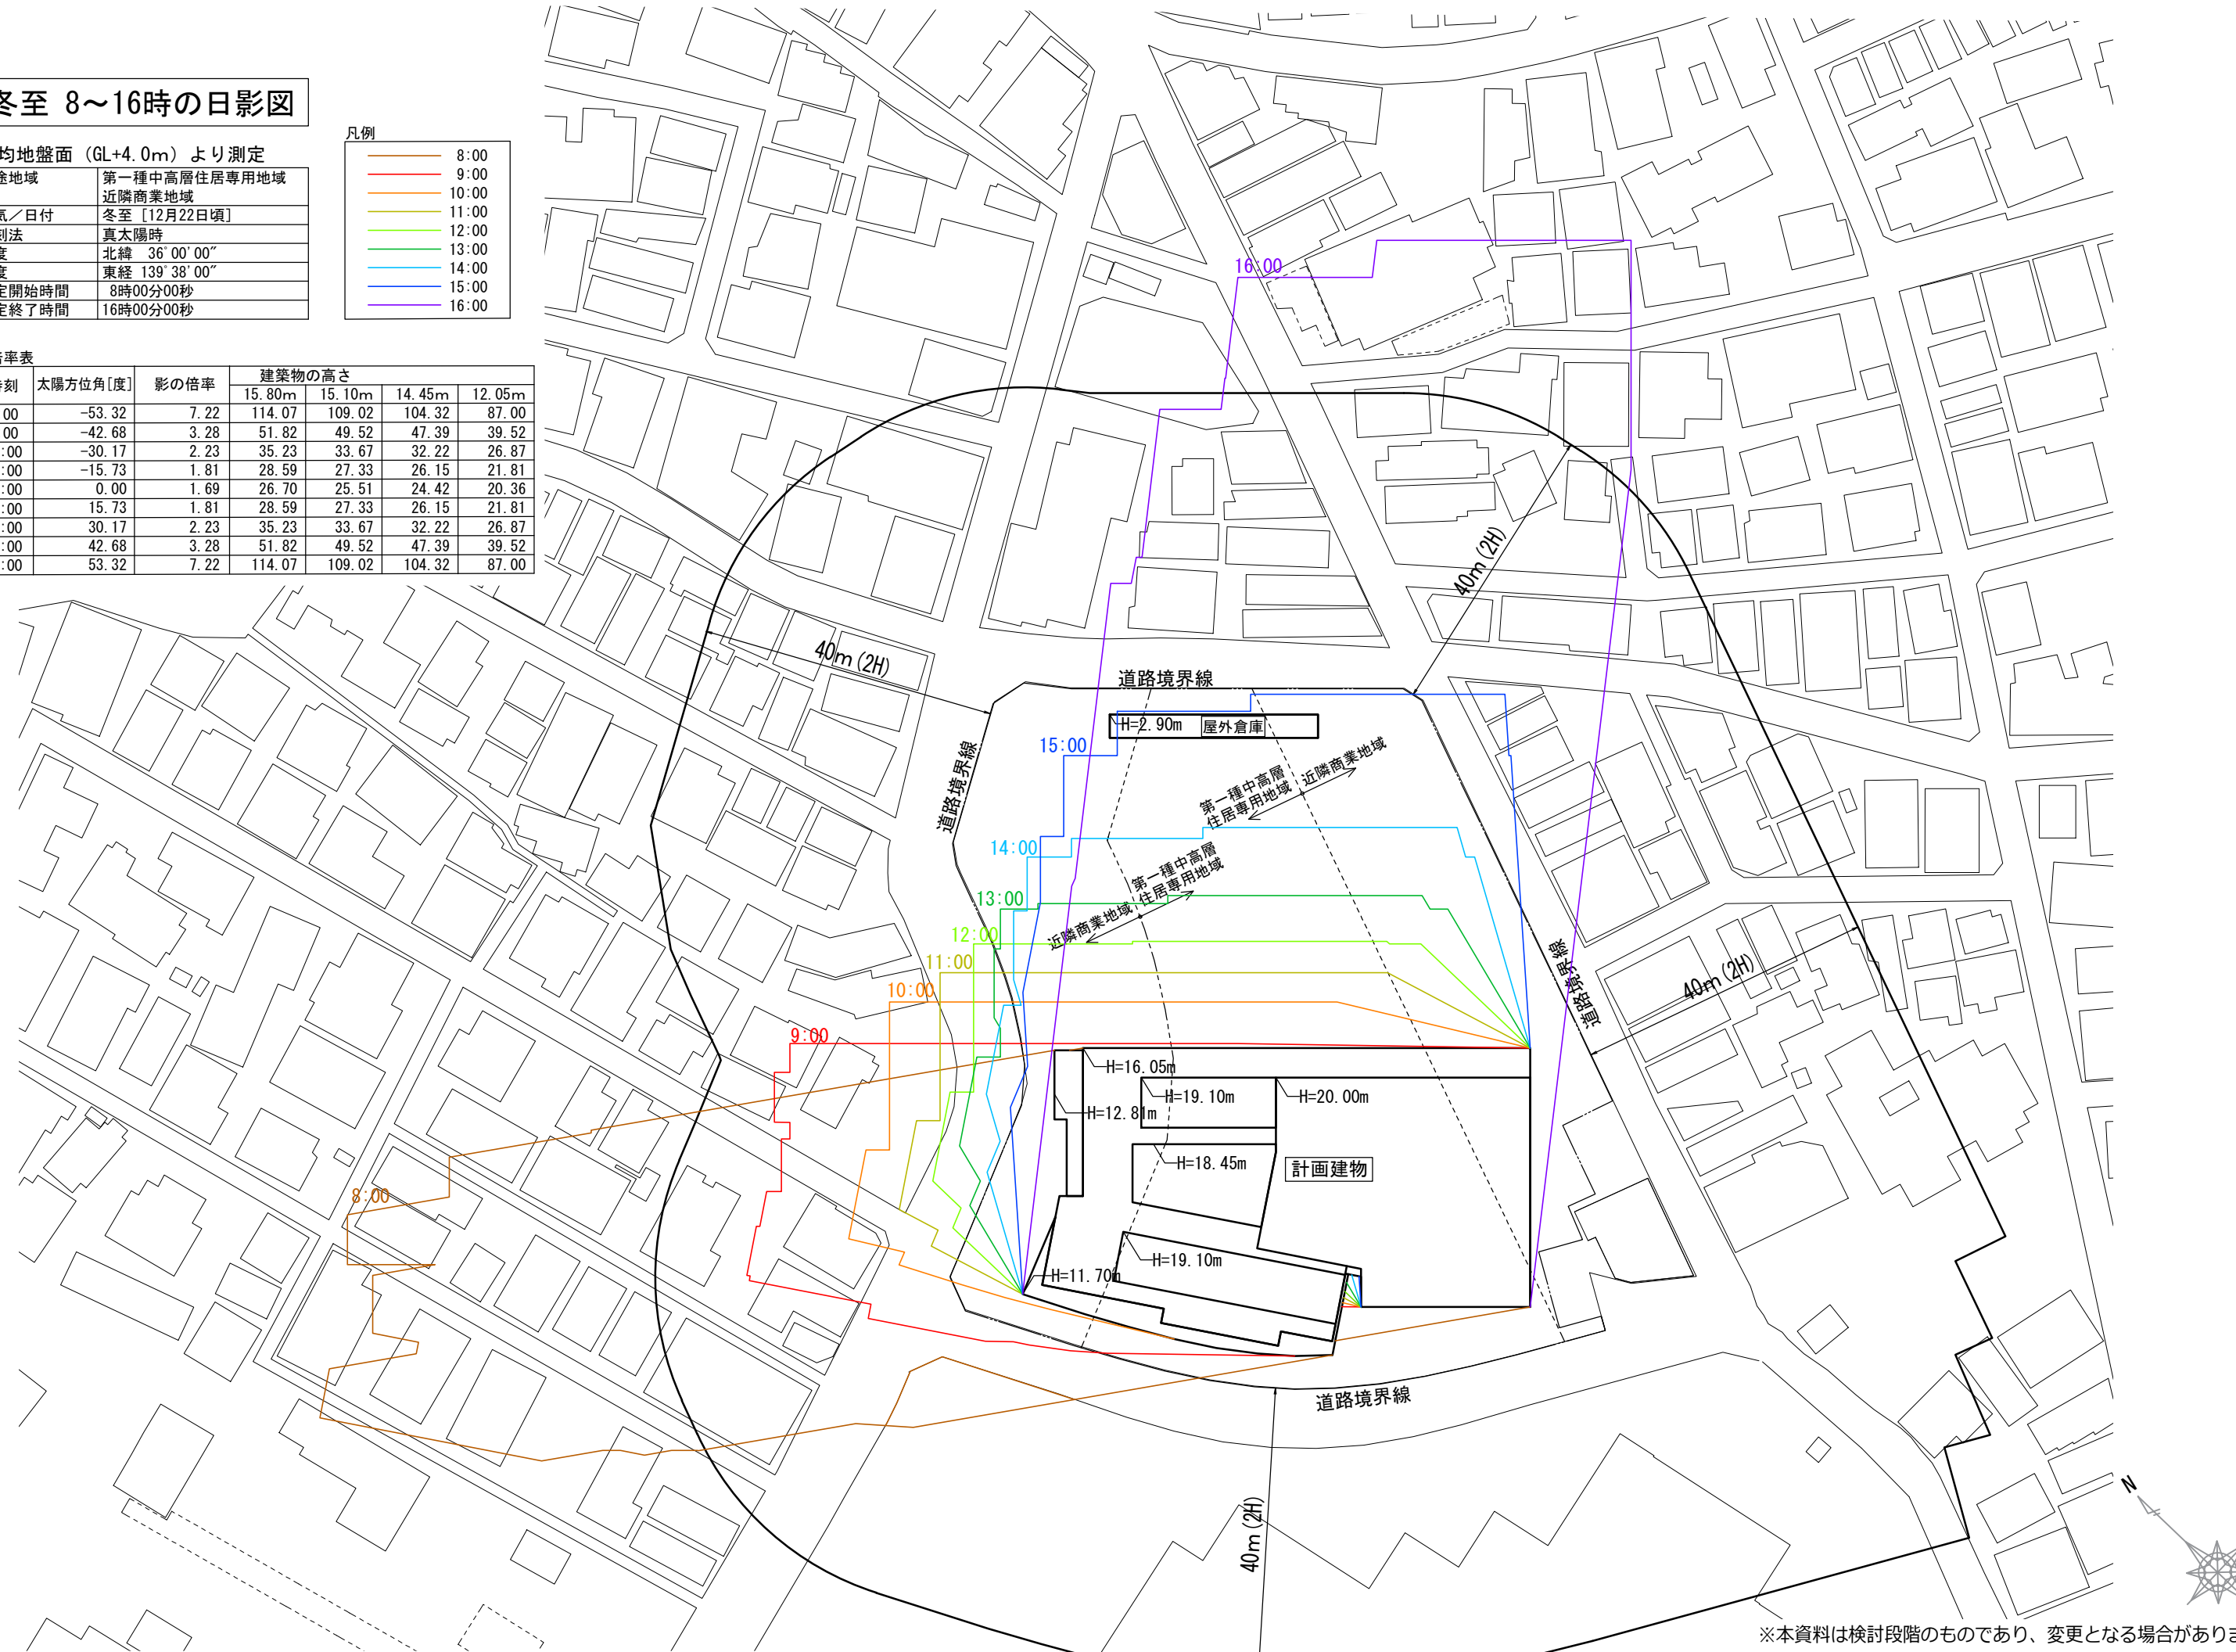 冬至 8～16時の日影図
均地盤面（GL+4.0m）より測定
途地域 第一種中高層住居専用地域
近隣商業地域
気／日付 冬至 [12月22日頃]
刻法 真太陽時
度 北緯 36°00'00"
度 東経 139°38'00"
定開始時間 8時00分00秒
定終了時間 16時00分00秒
凡例
8:00
9:00
10:00
11:00
12:00
13:00
14:00
15:00
16:00
倍率表
時刻 太陽方位角[度] 影の倍率 建築物の高さ
15.80m 15.10m 14.45m 12.05m
00 -53.32 7.22 114.07 109.02 104.32 87.00
00 -42.68 3.28 51.82 49.52 47.39 39.52
:00 -30.17 2.23 35.23 33.67 32.22 26.87
:00 -15.73 1.81 28.59 27.33 26.15 21.81
:00 0.00 1.69 26.70 25.51 24.42 20.36
:00 15.73 1.81 28.59 27.33 26.15 21.81
:00 30.17 2.23 35.23 33.67 32.22 26.87
:00 42.68 3.28 51.82 49.52 47.39 39.52
:00 53.32 7.22 114.07 109.02 104.32 87.00
16:00
40m(2H)
40m(2H)
道路境界線
H=2.90m 屋外倉庫
15:00
道路境界線
第一種中高層
住居専用地域
近隣商業地域
14:00
第一種中高層
住居専用地域
近隣商業地域
13:00
12:00
11:00
10:00
9:00
8:00
道路境界線
40m(2H)
H=16.05m
H=19.10m
H=20.00m
H=12.81m
H=18.45m
計画建物
H=19.10m
H=11.70m
道路境界線
40m(2H)
N
※本資料は検討段階のものであり、変更となる場合があり